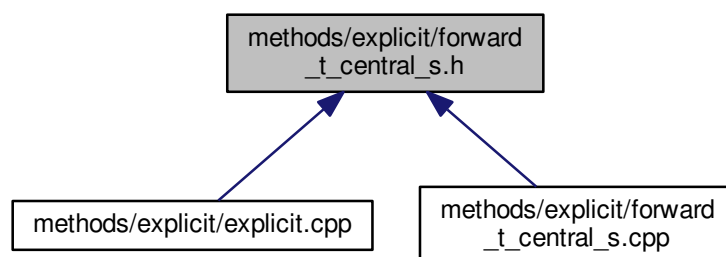 methods/explicit/forward
_t_central_s.h
methods/explicit/explicit.cpp
methods/explicit/forward
_t_central_s.cpp